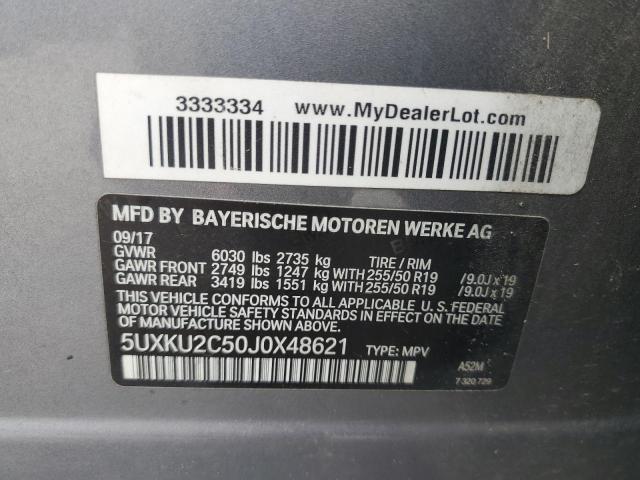 3333334 www.MyDealerLot.com
MFD BY BAYERISCHE MOTOREN WERKE AG
09/17
GVWR 6030 lbs 2735 kg TIRE / RIM
GAWR FRONT 2749 lbs 1247 kg WITH 255/50 R19 /9.0J x 19
GAWR REAR 3419 lbs 1551 kg WITH 255/50 R19 /9.0J x 19
THIS VEHICLE CONFORMS TO ALL APPLICABLE U.S. FEDERAL
MOTOR VEHICLE SAFETY STANDARDS IN EFFECT ON THE
DATE OF MANUFACTURE SHOWN ABOVE.
5UXKU2C50J0X48621 TYPE: MPV
A52M
7 320 729